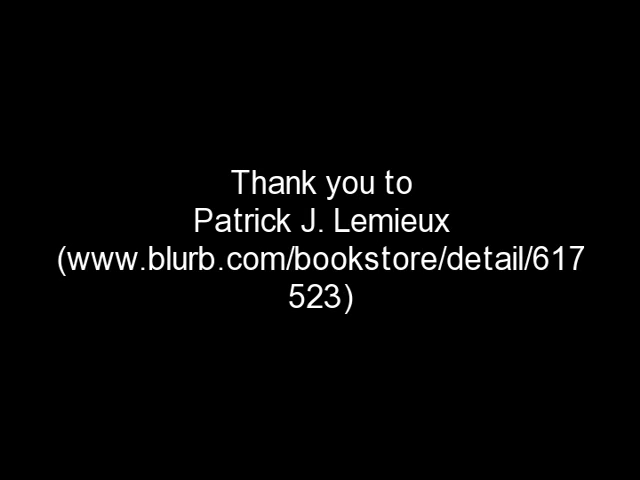 Thank you to
Patrick J. Lemieux
(www.blurb.com/bookstore/detail/617
523)